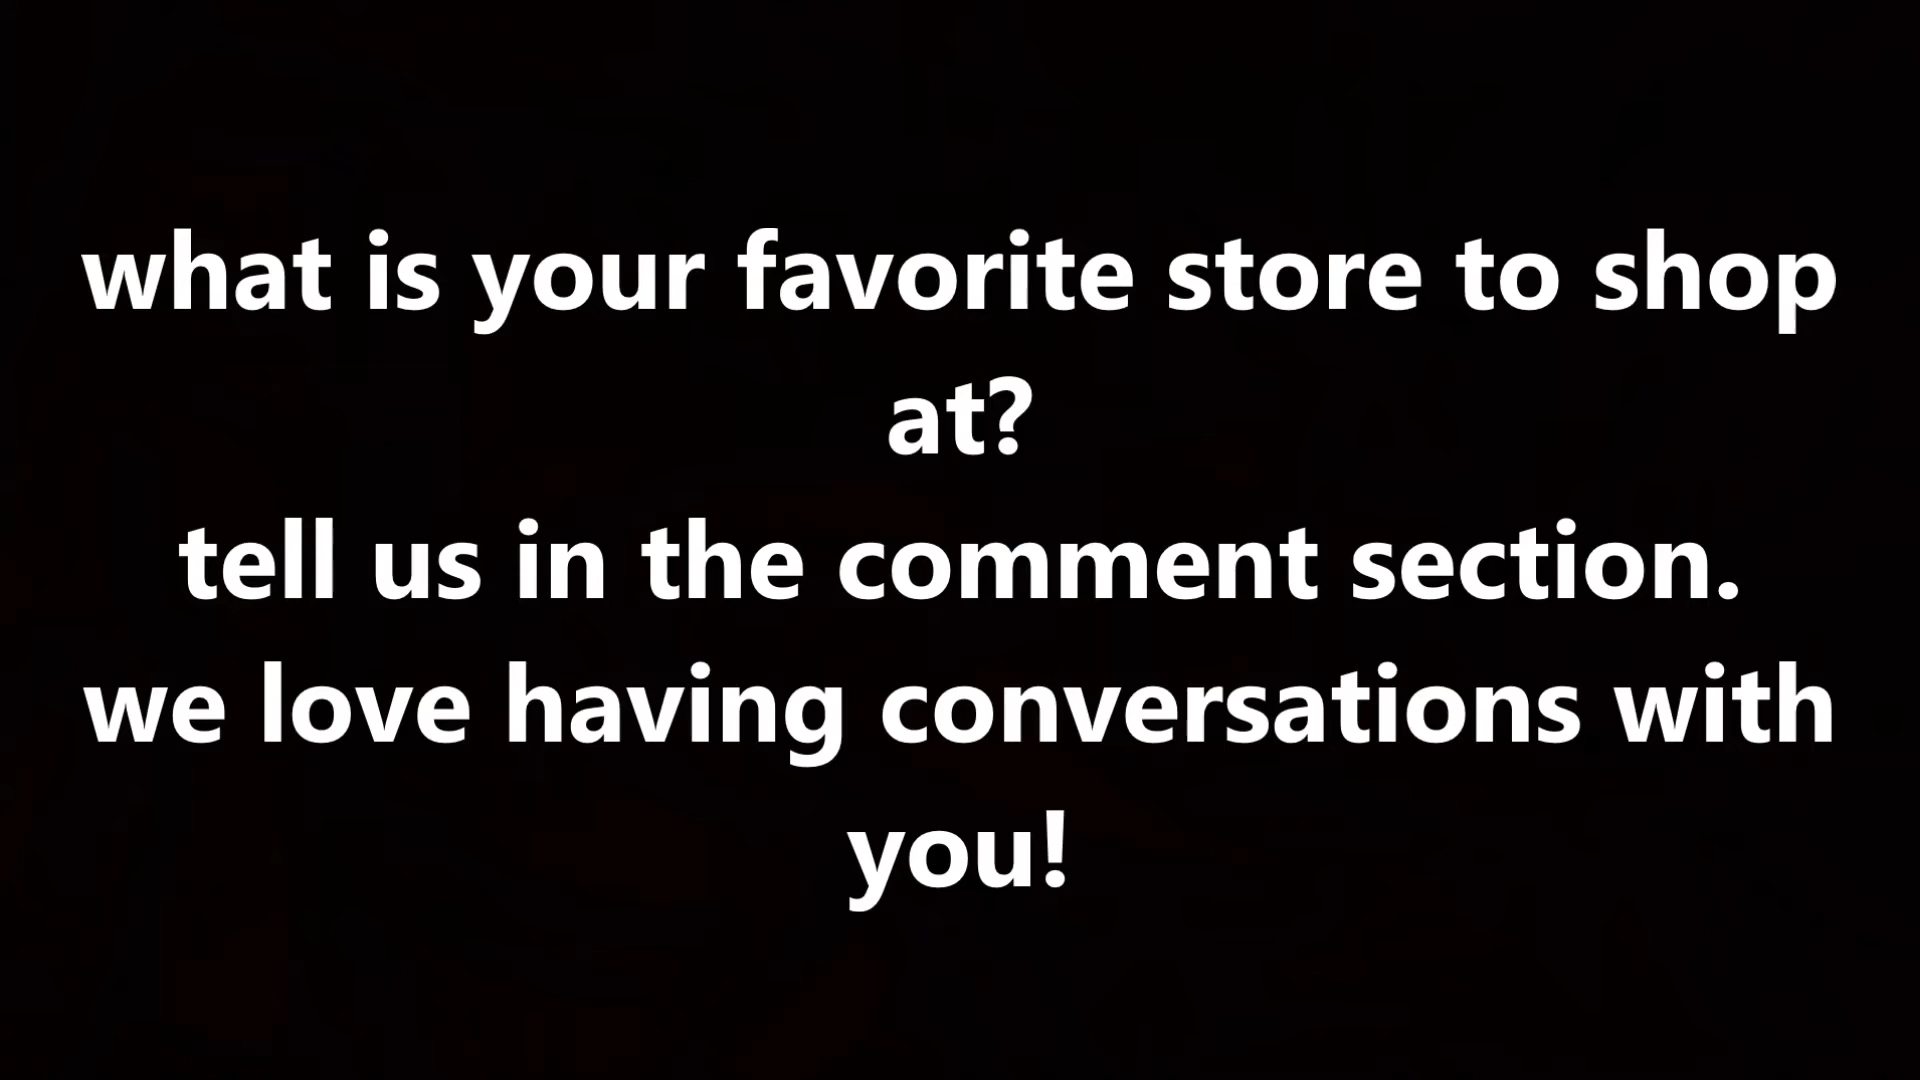 what is your favorite store to shop
at?
tell us in the comment section.
we love having conversations with
you!